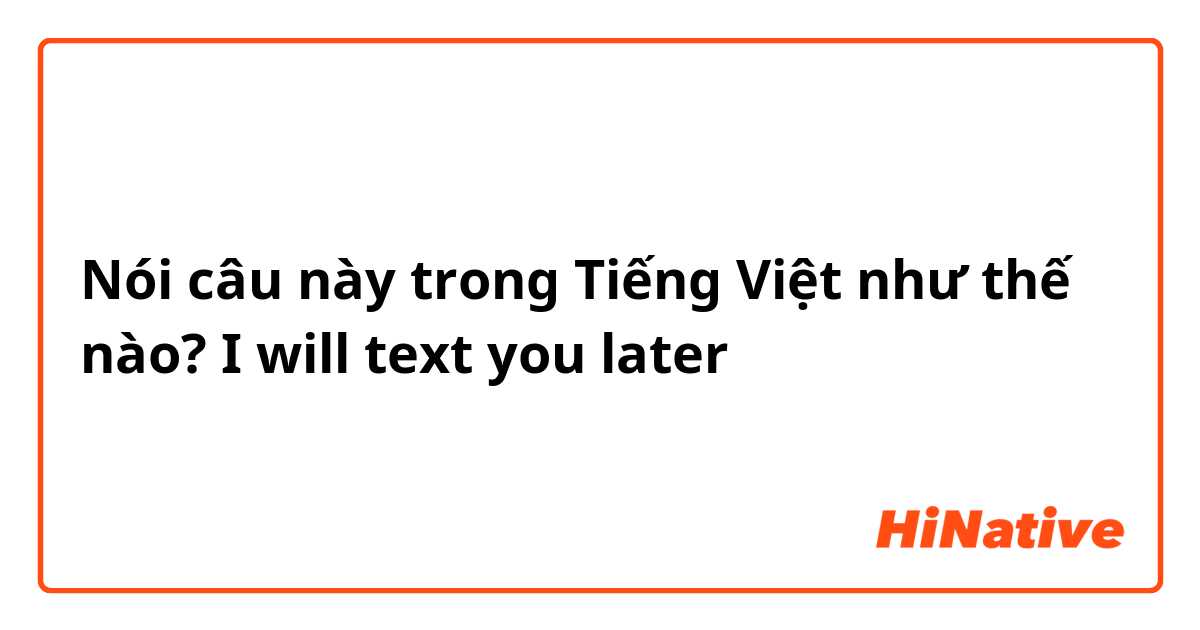 Nói câu này trong Tiếng Việt như thế
nào? I will text you later
HiNative